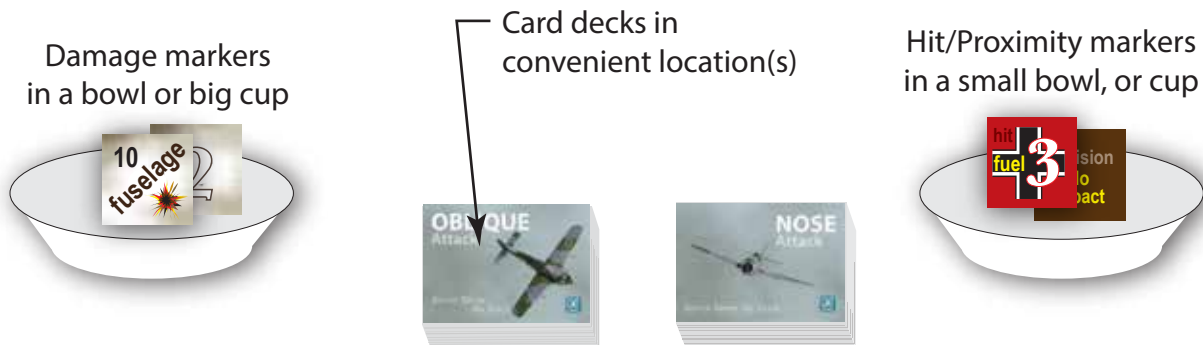 Card decks in
convenient location(s)
Damage markers
in a bowl or big cup
Hit/Proximity markers
in a small bowl, or cup
10
fuselage
2
hit
fuel
3
OBLIQUE
Attack
NOSE
Attack